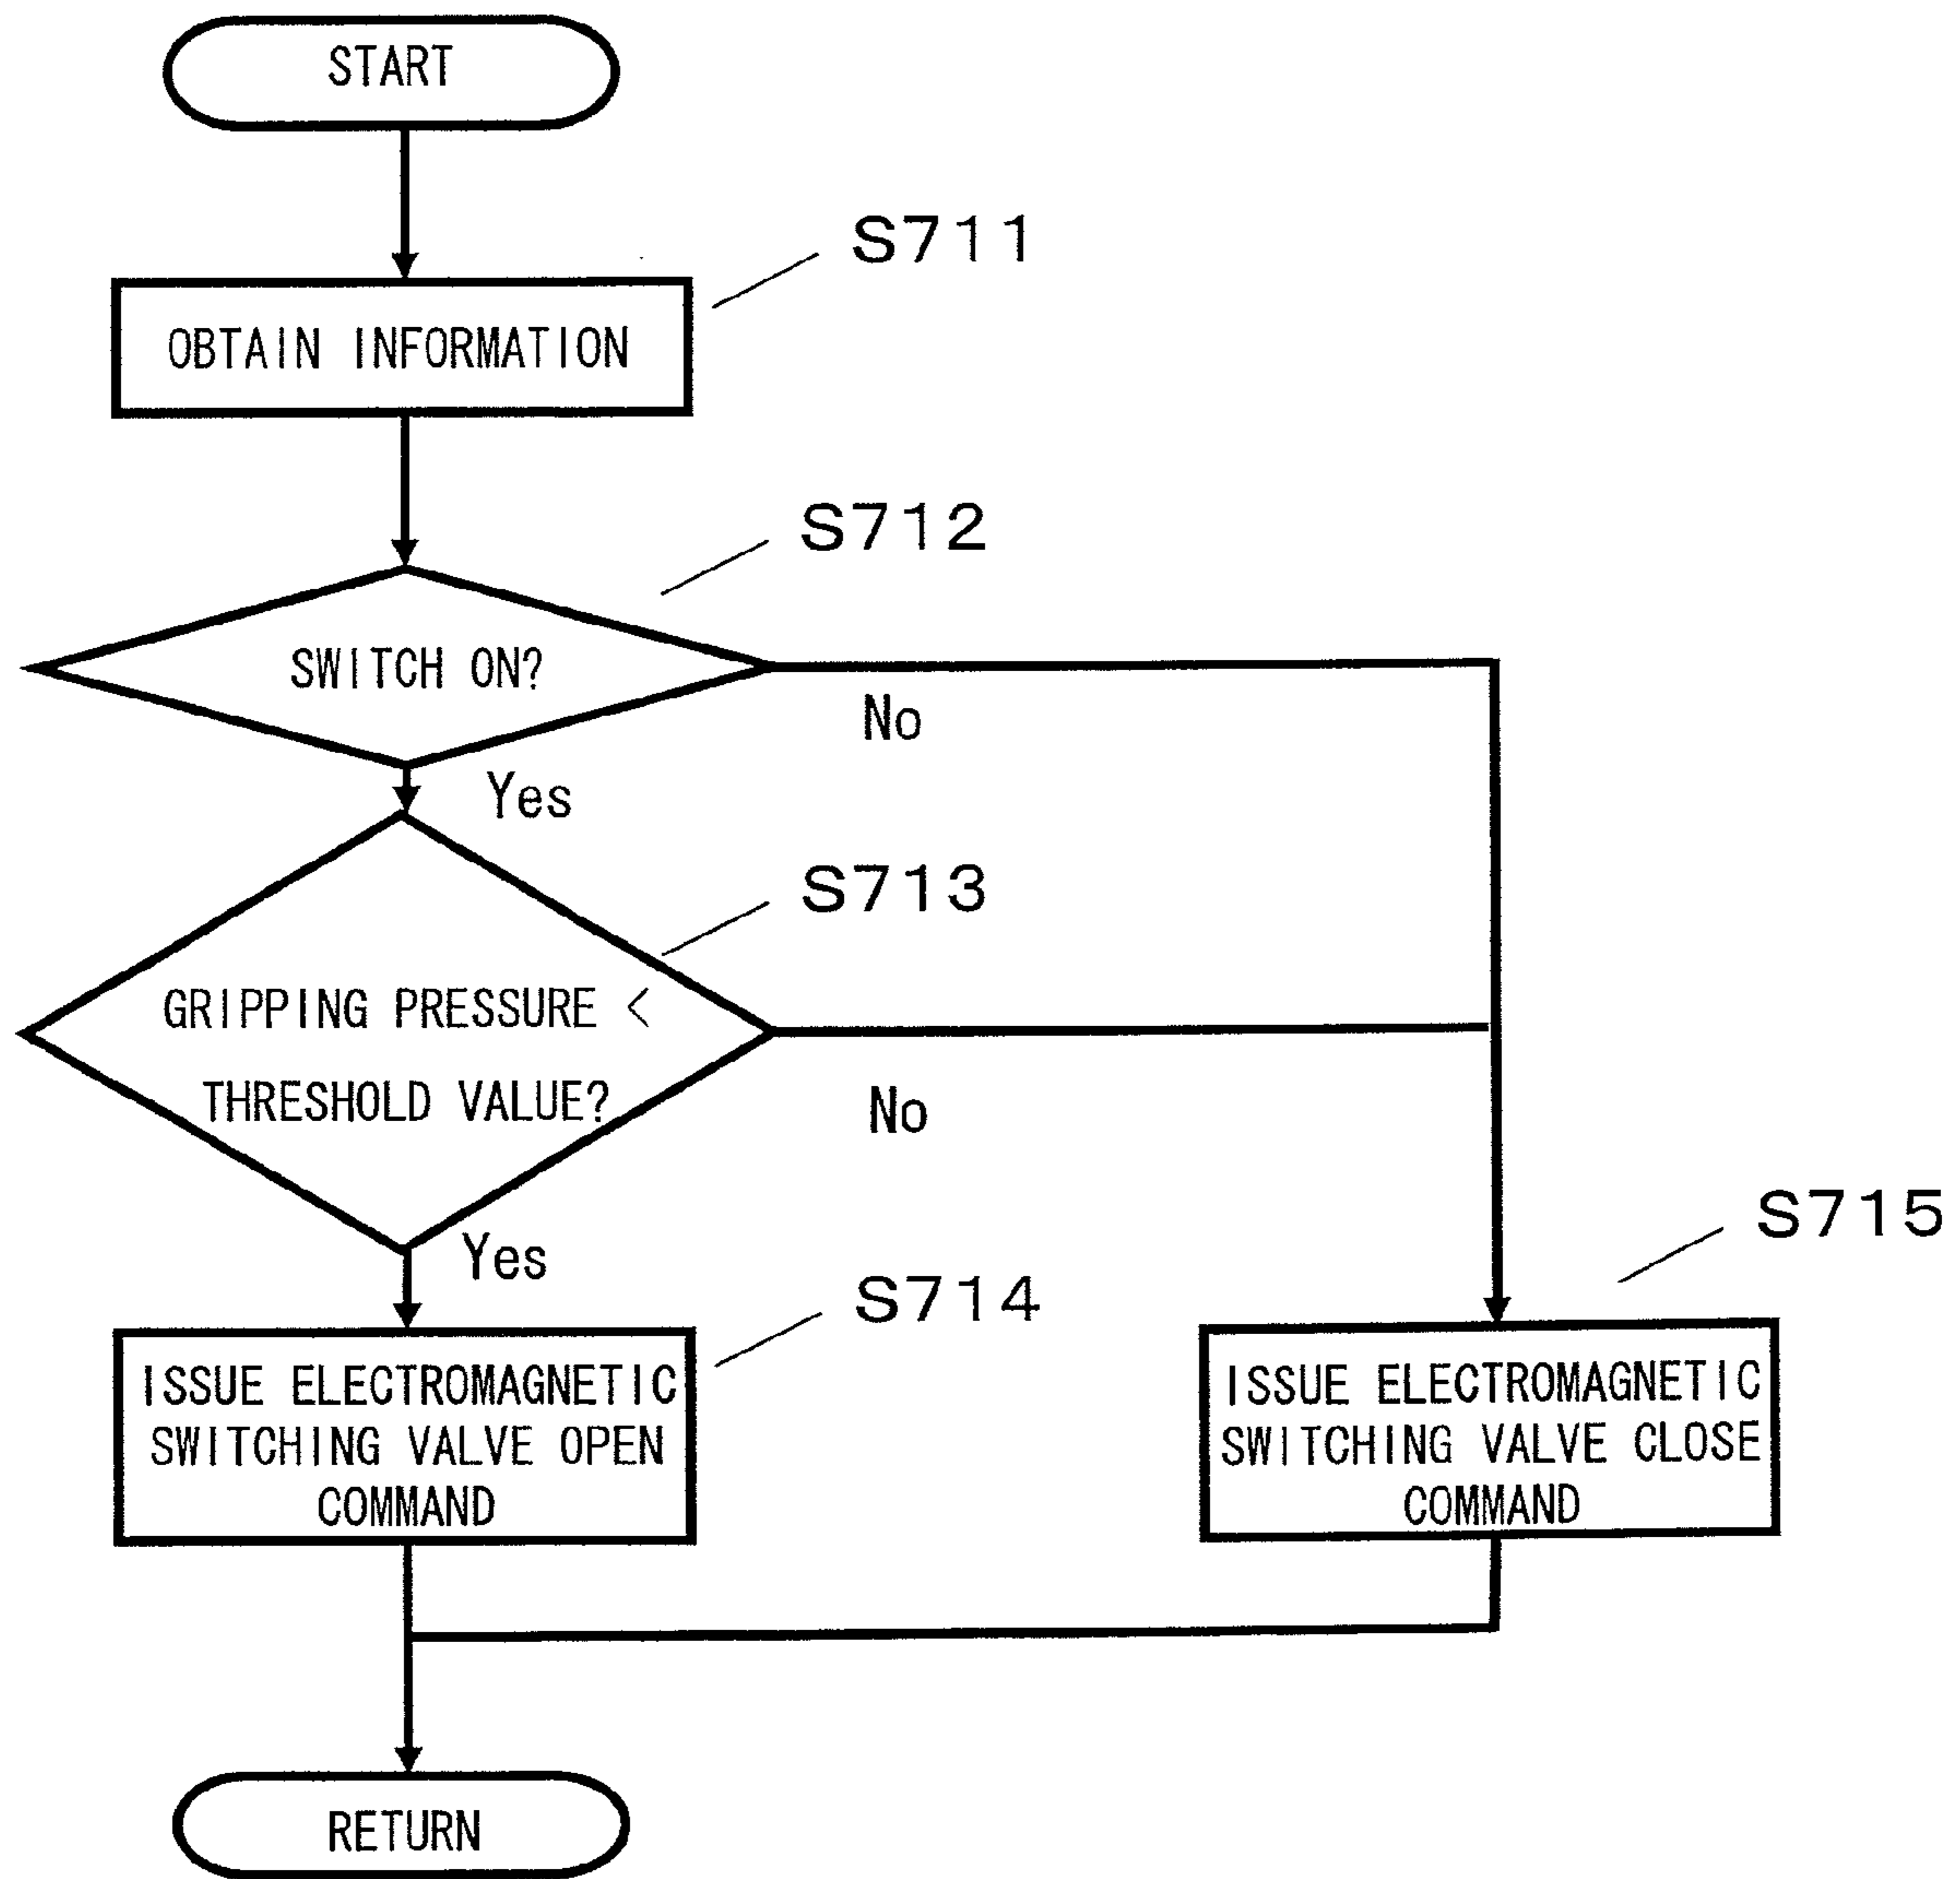 START
S711
OBTAIN INFORMATION
S712
SWITCH ON?
No
Yes
S713
GRIPPING PRESSURE <
THRESHOLD VALUE?
No
Yes
S714
S715
ISSUE ELECTROMAGNETIC
SWITCHING VALVE OPEN
COMMAND
ISSUE ELECTROMAGNETIC
SWITCHING VALVE CLOSE
COMMAND
RETURN